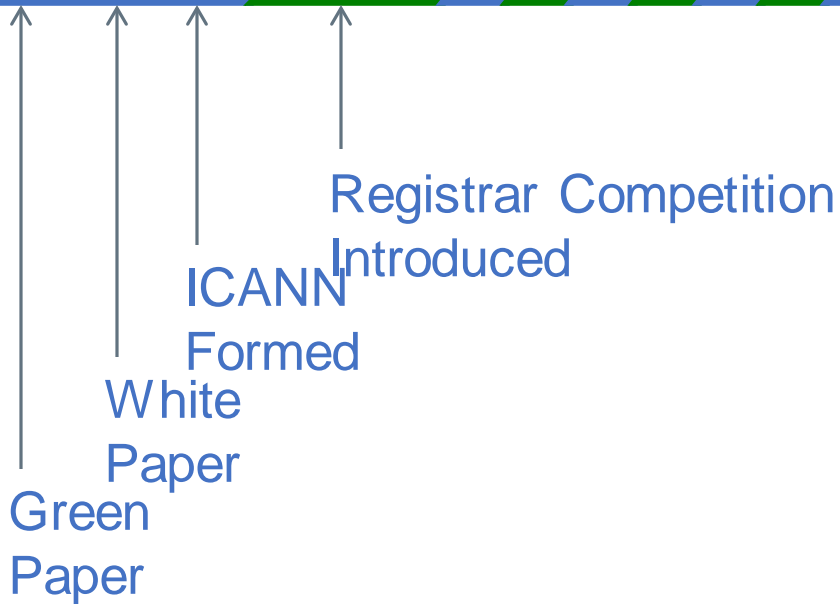 Registrar Competition
Introduced
ICANN
Formed
White
Paper
Green
Paper